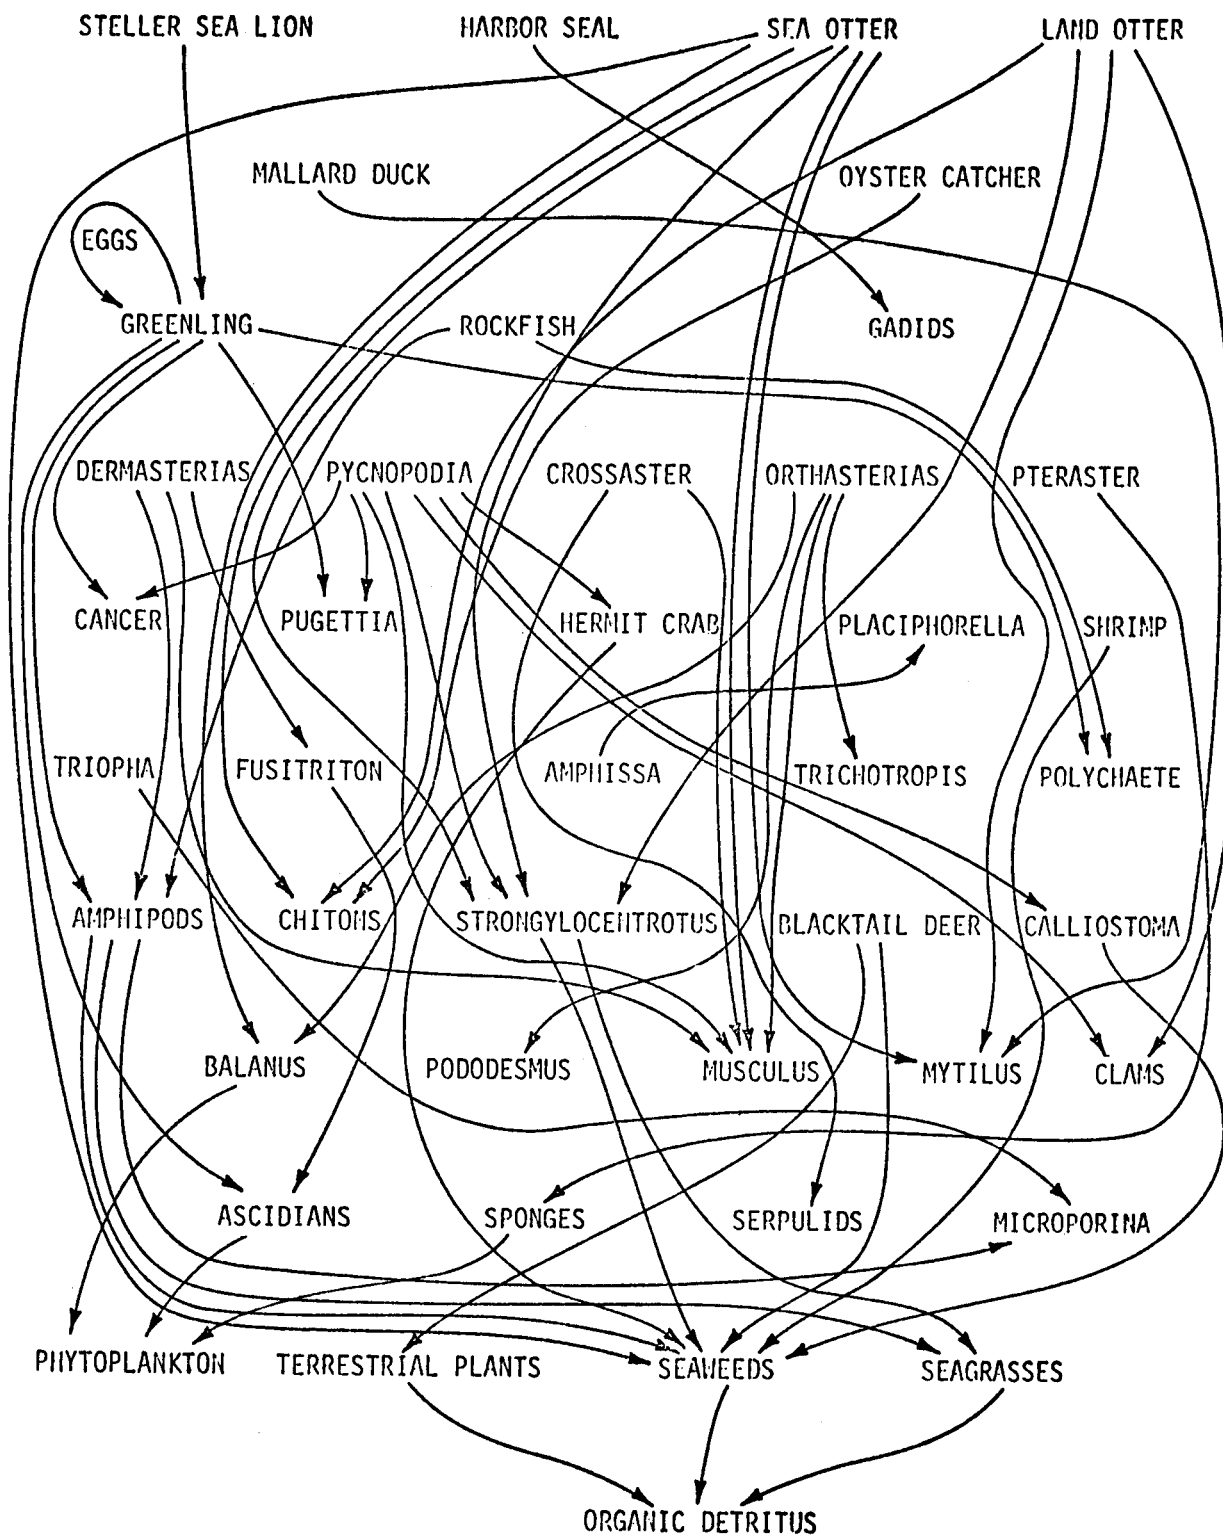 STELLER SEA LION
HARBOR SEAL
SEA OTTER
LAND OTTER
MALLARD DUCK
OYSTER CATCHER
EGGS
GREENLING
ROCKFISH
GADIDS
DERMASTERIAS
PYCNOPODIA
CROSSASTER
ORTHASTERIAS
PTERASTER
CANCER
PUGETTIA
HERMIT CRAB
PLACIPHORELLA
SHRIMP
TRIOPHA
FUSITRITON
AMPHISSA
TRICHOTROPIS
POLYCHAETE
AMPHIPODS
CHITONS
STRONGYLOCENTROTUS
BLACKTAIL DEER
CALLIOSTOMA
BALANUS
PODODESMUS
MUSCULUS
MYTILUS
CLAMS
ASCIDIANS
SPONGES
SERPULIDS
MICROPORINA
PHYTOPLANKTON
TERRESTRIAL PLANTS
SEAWEEDS
SEAGRASSES
ORGANIC DETRITUS